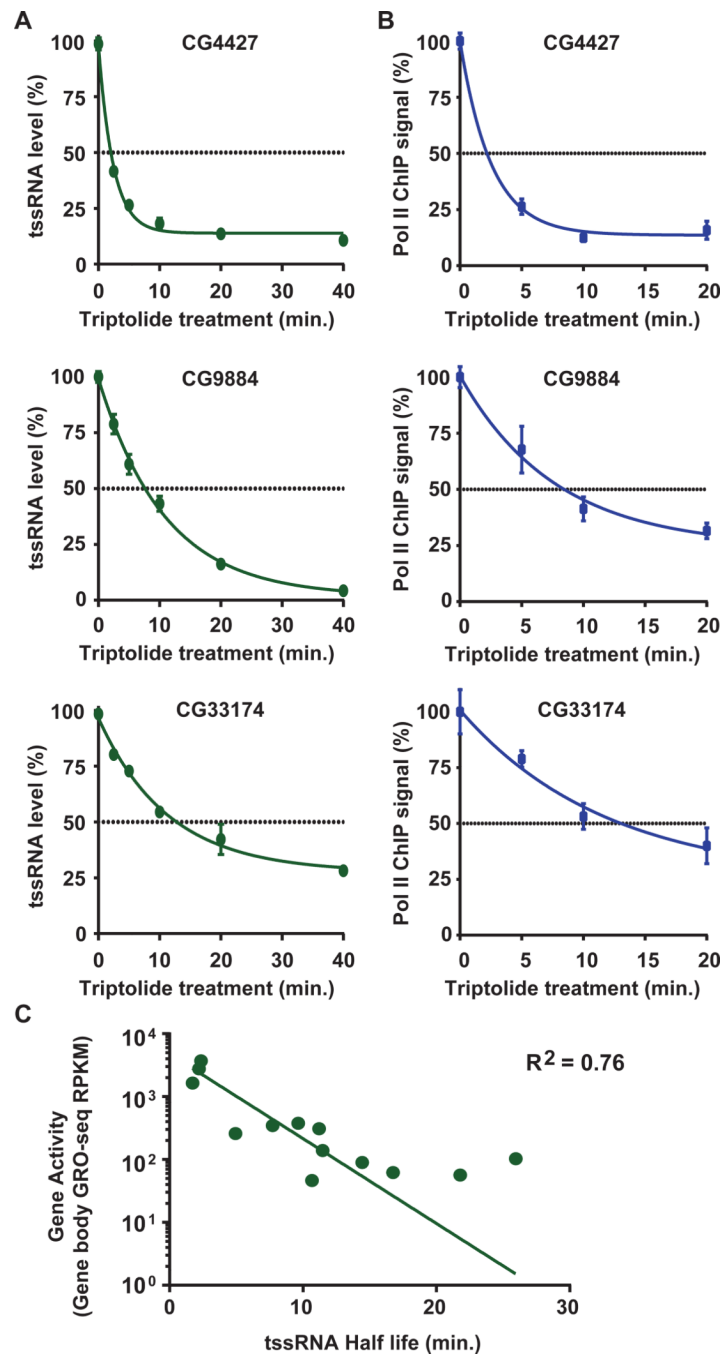 A
CG4427
100
75
50
25
0
tssRNA level (%)
0 10 20 30 40
Triptolide treatment (min.)
B
CG4427
100
75
50
25
0
Pol II ChIP signal (%)
0 5 10 15 20
Triptolide treatment (min.)
CG9884
100
75
50
25
0
tssRNA level (%)
0 10 20 30 40
Triptolide treatment (min.)
CG9884
100
75
50
25
0
Pol II ChIP signal (%)
0 5 10 15 20
Triptolide treatment (min.)
CG33174
100
75
50
25
0
tssRNA level (%)
0 10 20 30 40
Triptolide treatment (min.)
CG33174
100
75
50
25
0
Pol II ChIP signal (%)
0 5 10 15 20
Triptolide treatment (min.)
C
R² = 0.76
10⁴
10³
10²
10¹
10⁰
Gene Activity
(Gene body GRO-seq RPKM)
0 10 20 30
tssRNA Half life (min.)